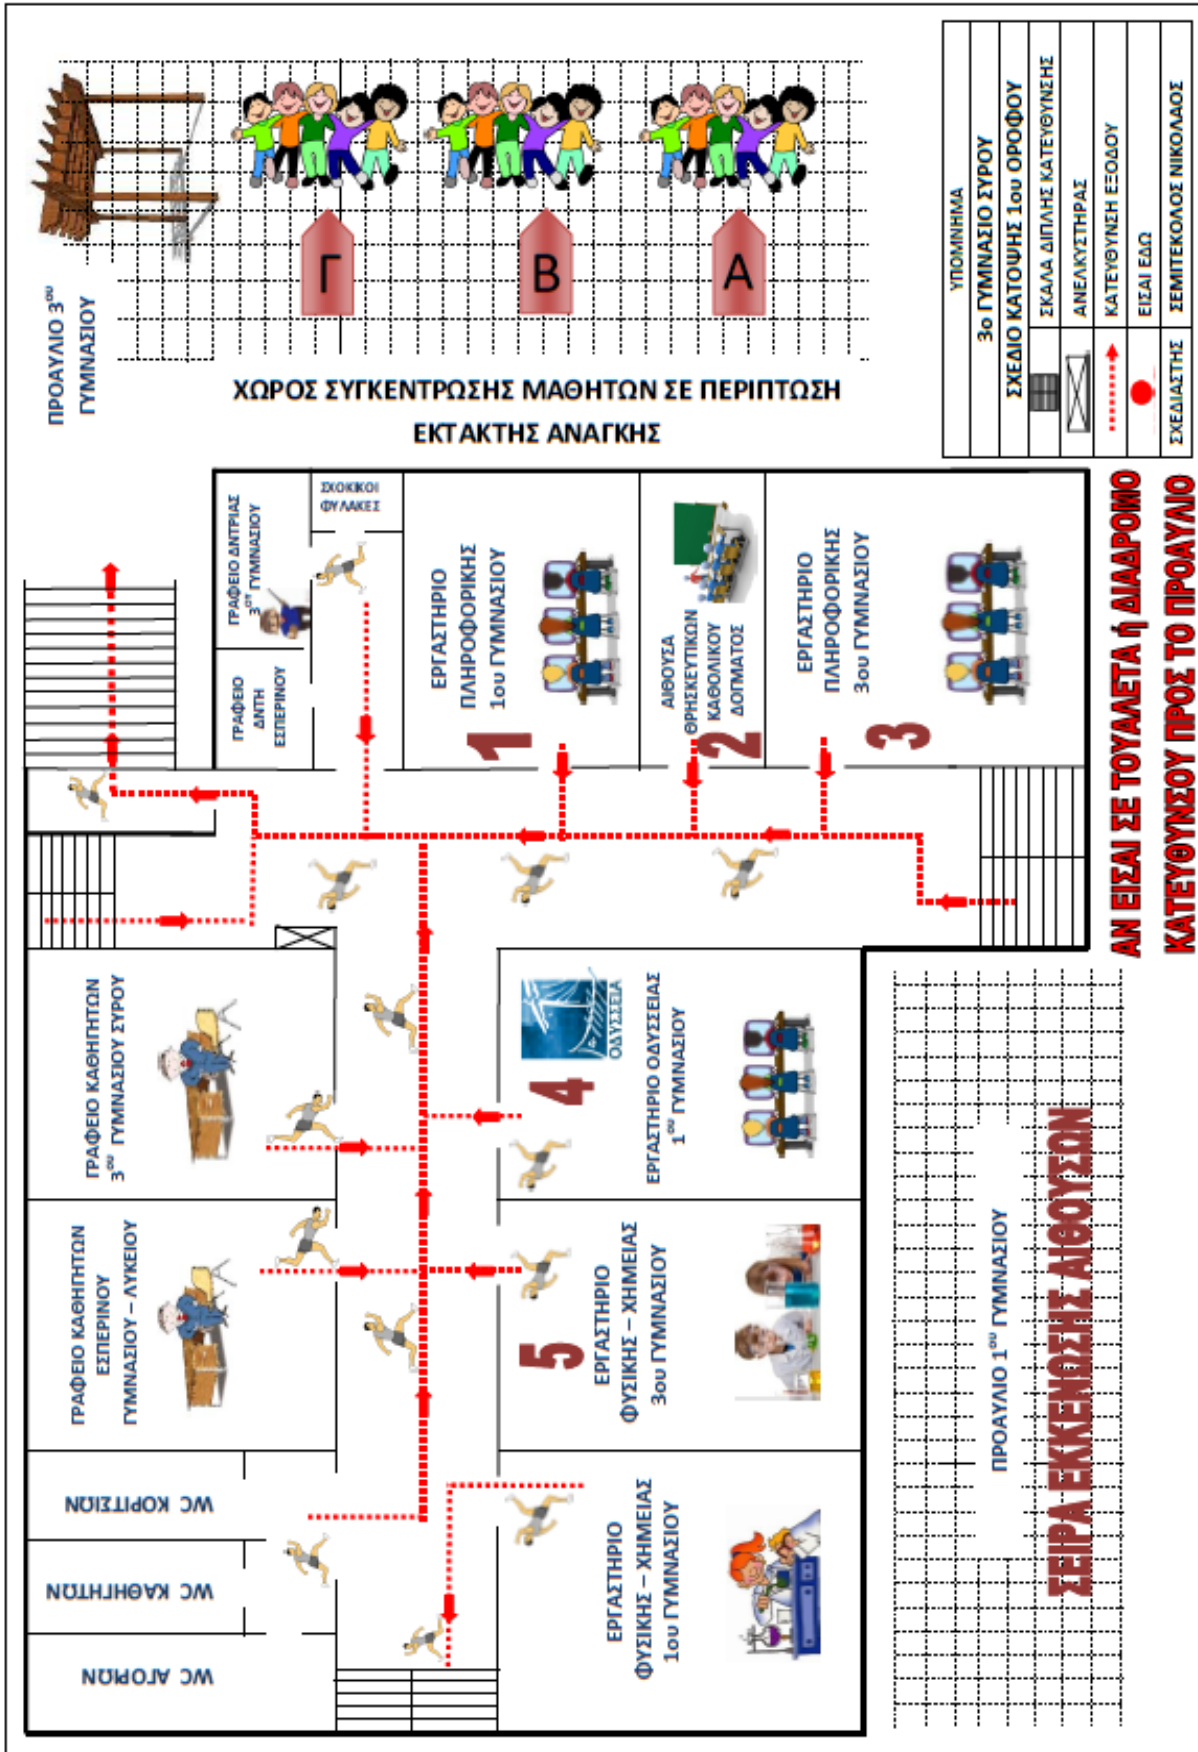 ΠΡΟΑΥΛΙΟ 3ου
ΓΥΜΝΑΣΙΟΥ
Γ
Β
Α
ΧΩΡΟΣ ΣΥΓΚΕΝΤΡΩΣΗΣ ΜΑΘΗΤΩΝ ΣΕ ΠΕΡΙΠΤΩΣΗ
ΕΚΤΑΚΤΗΣ ΑΝΑΓΚΗΣ
ΥΠΟΜΝΗΜΑ
3ο ΓΥΜΝΑΣΙΟ ΣΥΡΟΥ
ΣΧΕΔΙΟ ΚΑΤΟΨΗΣ 1ου ΟΡΟΦΟΥ
ΣΚΑΛΑ ΔΙΠΛΗΣ ΚΑΤΕΥΘΥΝΣΗΣ
ΑΝΕΛΚΥΣΤΗΡΑΣ
ΚΑΤΕΥΘΥΝΣΗ ΕΞΟΔΟΥ
ΕΙΣΑΙ ΕΔΩ
ΣΧΕΔΙΑΣΤΗΣ ΣΕΜΙΤΕΚΟΛΟΣ ΝΙΚΟΛΑΟΣ
ΓΡΑΦΕΙΟ ΔΝΤΡΙΑΣ
3ου ΓΥΜΝΑΣΙΟΥ
ΣΧΟΚΙΚΟΙ
ΦΥΛΑΚΕΣ
ΓΡΑΦΕΙΟ
ΔΝΤΗ
ΕΣΠΕΡΙΝΟΥ
ΕΡΓΑΣΤΗΡΙΟ
ΠΛΗΡΟΦΟΡΙΚΗΣ
1ου ΓΥΜΝΑΣΙΟΥ
1
ΑΙΘΟΥΣΑ
ΘΡΗΣΚΕΥΤΙΚΩΝ
ΚΑΘΟΛΙΚΟΥ
ΔΟΓΜΑΤΟΣ
2
ΕΡΓΑΣΤΗΡΙΟ
ΠΛΗΡΟΦΟΡΙΚΗΣ
3ου ΓΥΜΝΑΣΙΟΥ
3
ΑΝ ΕΙΣΑΙ ΣΕ ΤΟΥΑΛΕΤΑ ή ΔΙΑΔΡΟΜΟ
ΚΑΤΕΥΘΥΝΣΟΥ ΠΡΟΣ ΤΟ ΠΡΟΑΥΛΙΟ
ΓΡΑΦΕΙΟ ΚΑΘΗΓΗΤΩΝ
3ου ΓΥΜΝΑΣΙΟΥ ΣΥΡΟΥ
ΟΔΥΣΣΕΙΑ
4
ΕΡΓΑΣΤΗΡΙΟ ΟΔΥΣΣΕΙΑΣ
1ου ΓΥΜΝΑΣΙΟΥ
ΓΡΑΦΕΙΟ ΚΑΘΗΓΗΤΩΝ
ΕΣΠΕΡΙΝΟΥ
ΓΥΜΝΑΣΙΟΥ – ΛΥΚΕΙΟΥ
5
ΕΡΓΑΣΤΗΡΙΟ
ΦΥΣΙΚΗΣ – ΧΗΜΕΙΑΣ
3ου ΓΥΜΝΑΣΙΟΥ
WC ΚΟΡΙΤΣΙΩΝ
WC ΚΑΘΗΓΗΤΩΝ
WC ΑΓΟΡΙΩΝ
ΕΡΓΑΣΤΗΡΙΟ
ΦΥΣΙΚΗΣ – ΧΗΜΕΙΑΣ
1ου ΓΥΜΝΑΣΙΟΥ
ΠΡΟΑΥΛΙΟ 1ου ΓΥΜΝΑΣΙΟΥ
ΣΕΙΡΑ ΕΚΚΕΝΩΣΗΣ ΑΙΘΟΥΣΩΝ